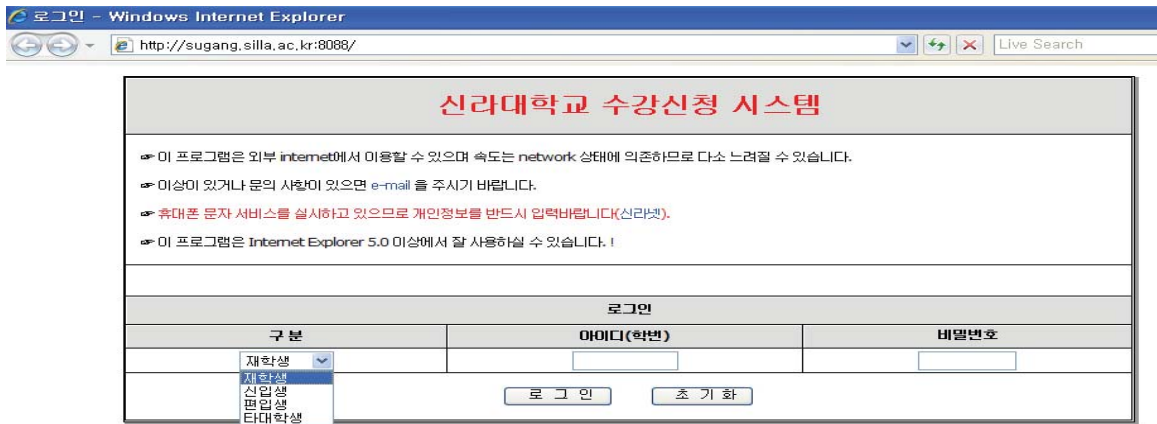 로그인 - Windows Internet Explorer
http://sugang.silla.ac.kr:8088/
Live Search
신라대학교 수강신청 시스템
☞ 이 프로그램은 외부 internet에서 이용할 수 있으며 속도는 network 상태에 의존하므로 다소 느려질 수 있습니다.
☞ 이상이 있거나 문의 사항이 있으면 e-mail 을 주시기 바랍니다.
☞ 휴대폰 문자 서비스를 실시하고 있으므로 개인정보를 반드시 입력바랍니다(신라넷).
☞ 이 프로그램은 Internet Explorer 5.0 이상에서 잘 사용하실 수 있습니다. !
로그인
구 분 아이디(학번) 비밀번호
재학생
재학생
신입생
편입생
타대학생
로 그 인 초 기 화